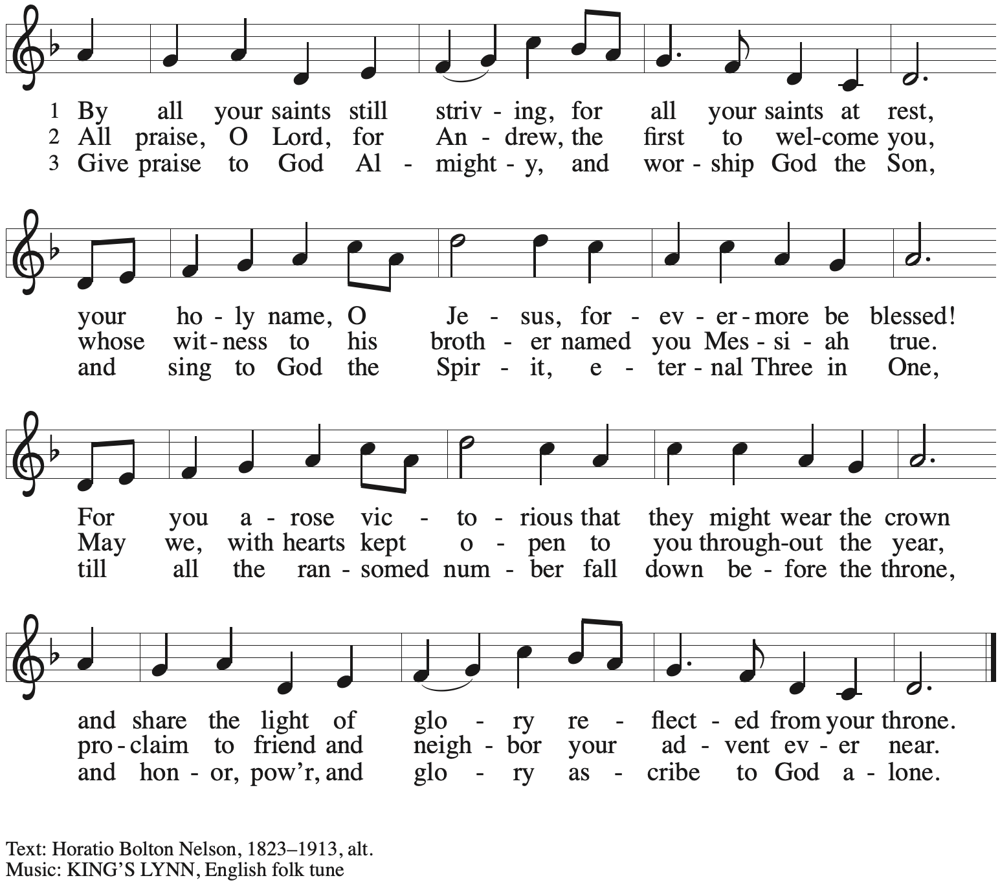 1 By all your saints still striv - ing, for all your saints at rest,
2 All praise, O Lord, for An - drew, the first to wel-come you,
3 Give praise to God Al - might - y, and wor - ship God the Son,
your ho - ly name, O Je - sus, for - ev - er - more be blessed!
whose wit - ness to his broth - er named you Mes - si - ah true.
and sing to God the Spir - it, e - ter - nal Three in One,
For you a - rose vic - to - rious that they might wear the crown
May we, with hearts kept o - pen to you through-out the year,
till all the ran - somed num - ber fall down be - fore the throne,
and share the light of glo - ry re - flect - ed from your throne.
pro - claim to friend and neigh - bor your ad - vent ev - er near.
and hon - or, pow’r, and glo - ry as - cribe to God a - lone.
Text: Horatio Bolton Nelson, 1823–1913, alt.
Music: KING’S LYNN, English folk tune